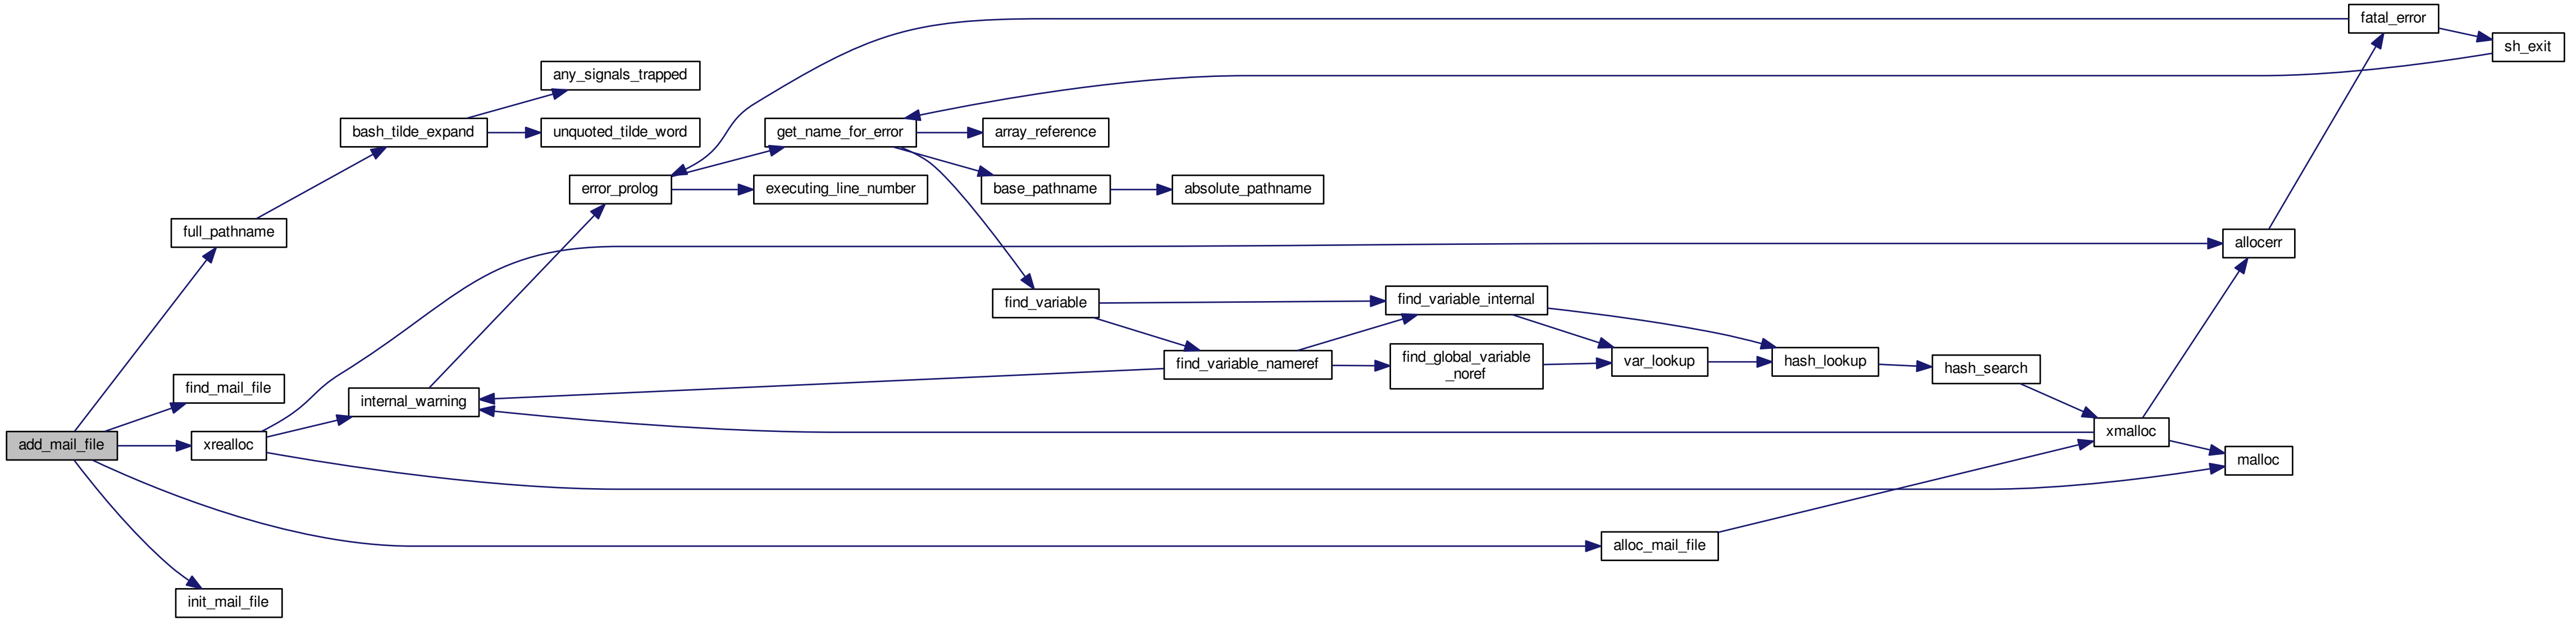 fatal_error
sh_exit
any_signals_trapped
bash_tilde_expand
unquoted_tilde_word
get_name_for_error
array_reference
error_prolog
executing_line_number
base_pathname
absolute_pathname
full_pathname
allocerr
find_variable
find_variable_internal
find_variable_nameref
find_global_variable
_noref
var_lookup
hash_lookup
hash_search
find_mail_file
internal_warning
add_mail_file
xrealloc
xmalloc
malloc
alloc_mail_file
init_mail_file